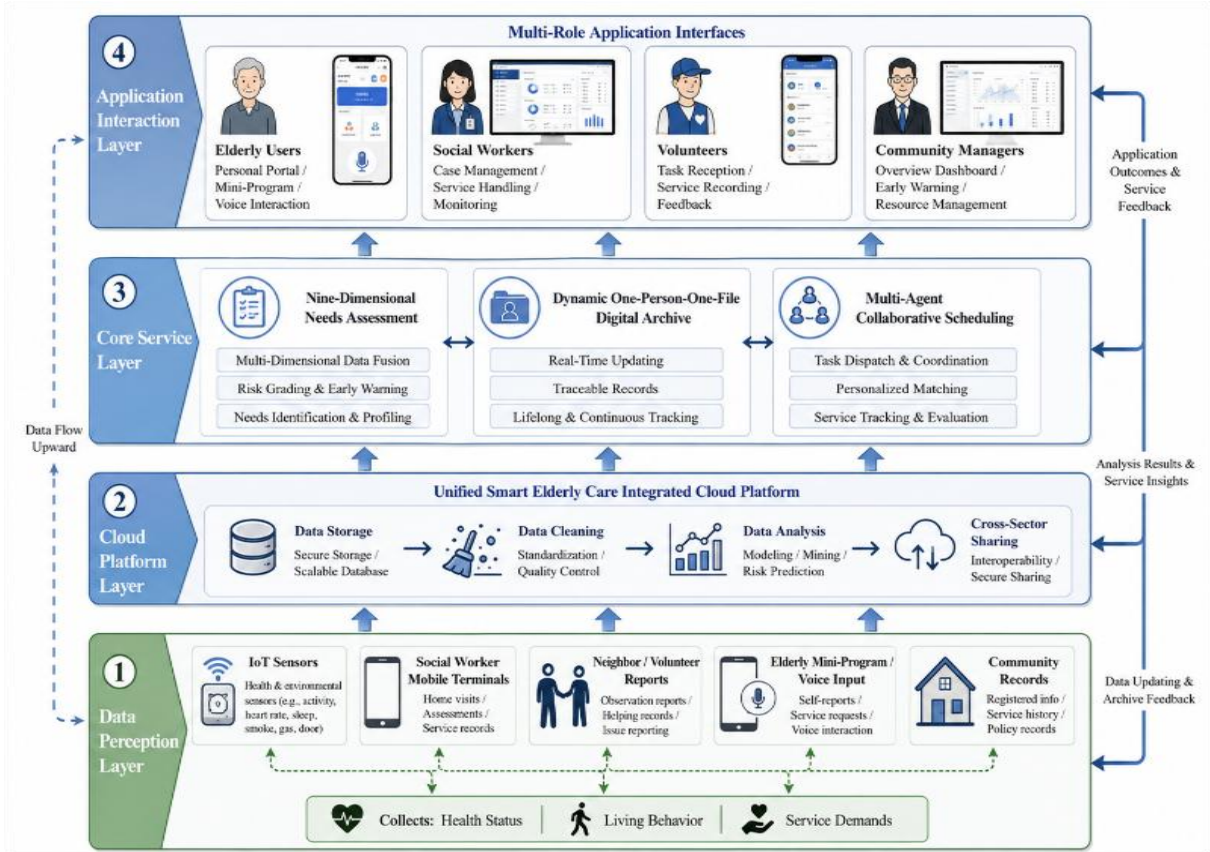 Multi-Role Application Interfaces
4
Application
Interaction
Layer
Elderly Users
Personal Portal /
Mini-Program /
Voice Interaction
Social Workers
Case Management /
Service Handling /
Monitoring
Volunteers
Task Reception /
Service Recording /
Feedback
Community Managers
Overview Dashboard /
Early Warning /
Resource Management
Application
Outcomes &
Service
Feedback
3
Core Service
Layer
Nine-Dimensional
Needs Assessment
Multi-Dimensional Data Fusion
Risk Grading & Early Warning
Needs Identification & Profiling
Dynamic One-Person-One-File
Digital Archive
Real-Time Updating
Traceable Records
Lifelong & Continuous Tracking
Multi-Agent
Collaborative Scheduling
Task Dispatch & Coordination
Personalized Matching
Service Tracking & Evaluation
Data Flow
Upward
Analysis Results &
Service Insights
2
Cloud
Platform
Layer
Unified Smart Elderly Care Integrated Cloud Platform
Data Storage
Secure Storage /
Scalable Database
Data Cleaning
Standardization /
Quality Control
Data Analysis
Modeling / Mining /
Risk Prediction
Cross-Sector
Sharing
Interoperability /
Secure Sharing
1
Data
Perception
Layer
IoT Sensors
Health & environmental
sensors (e.g., activity,
heart rate, sleep,
smoke, gas, door)
Social Worker
Mobile Terminals
Home visits /
Assessments /
Service records
Neighbor / Volunteer
Reports
Observation reports /
Helping records /
Issue reporting
Elderly Mini-Program /
Voice Input
Self-reports /
Service requests /
Voice interaction
Community
Records
Registered info /
Service history /
Policy records
Data Updating &
Archive Feedback
Collects: Health Status
Living Behavior
Service Demands